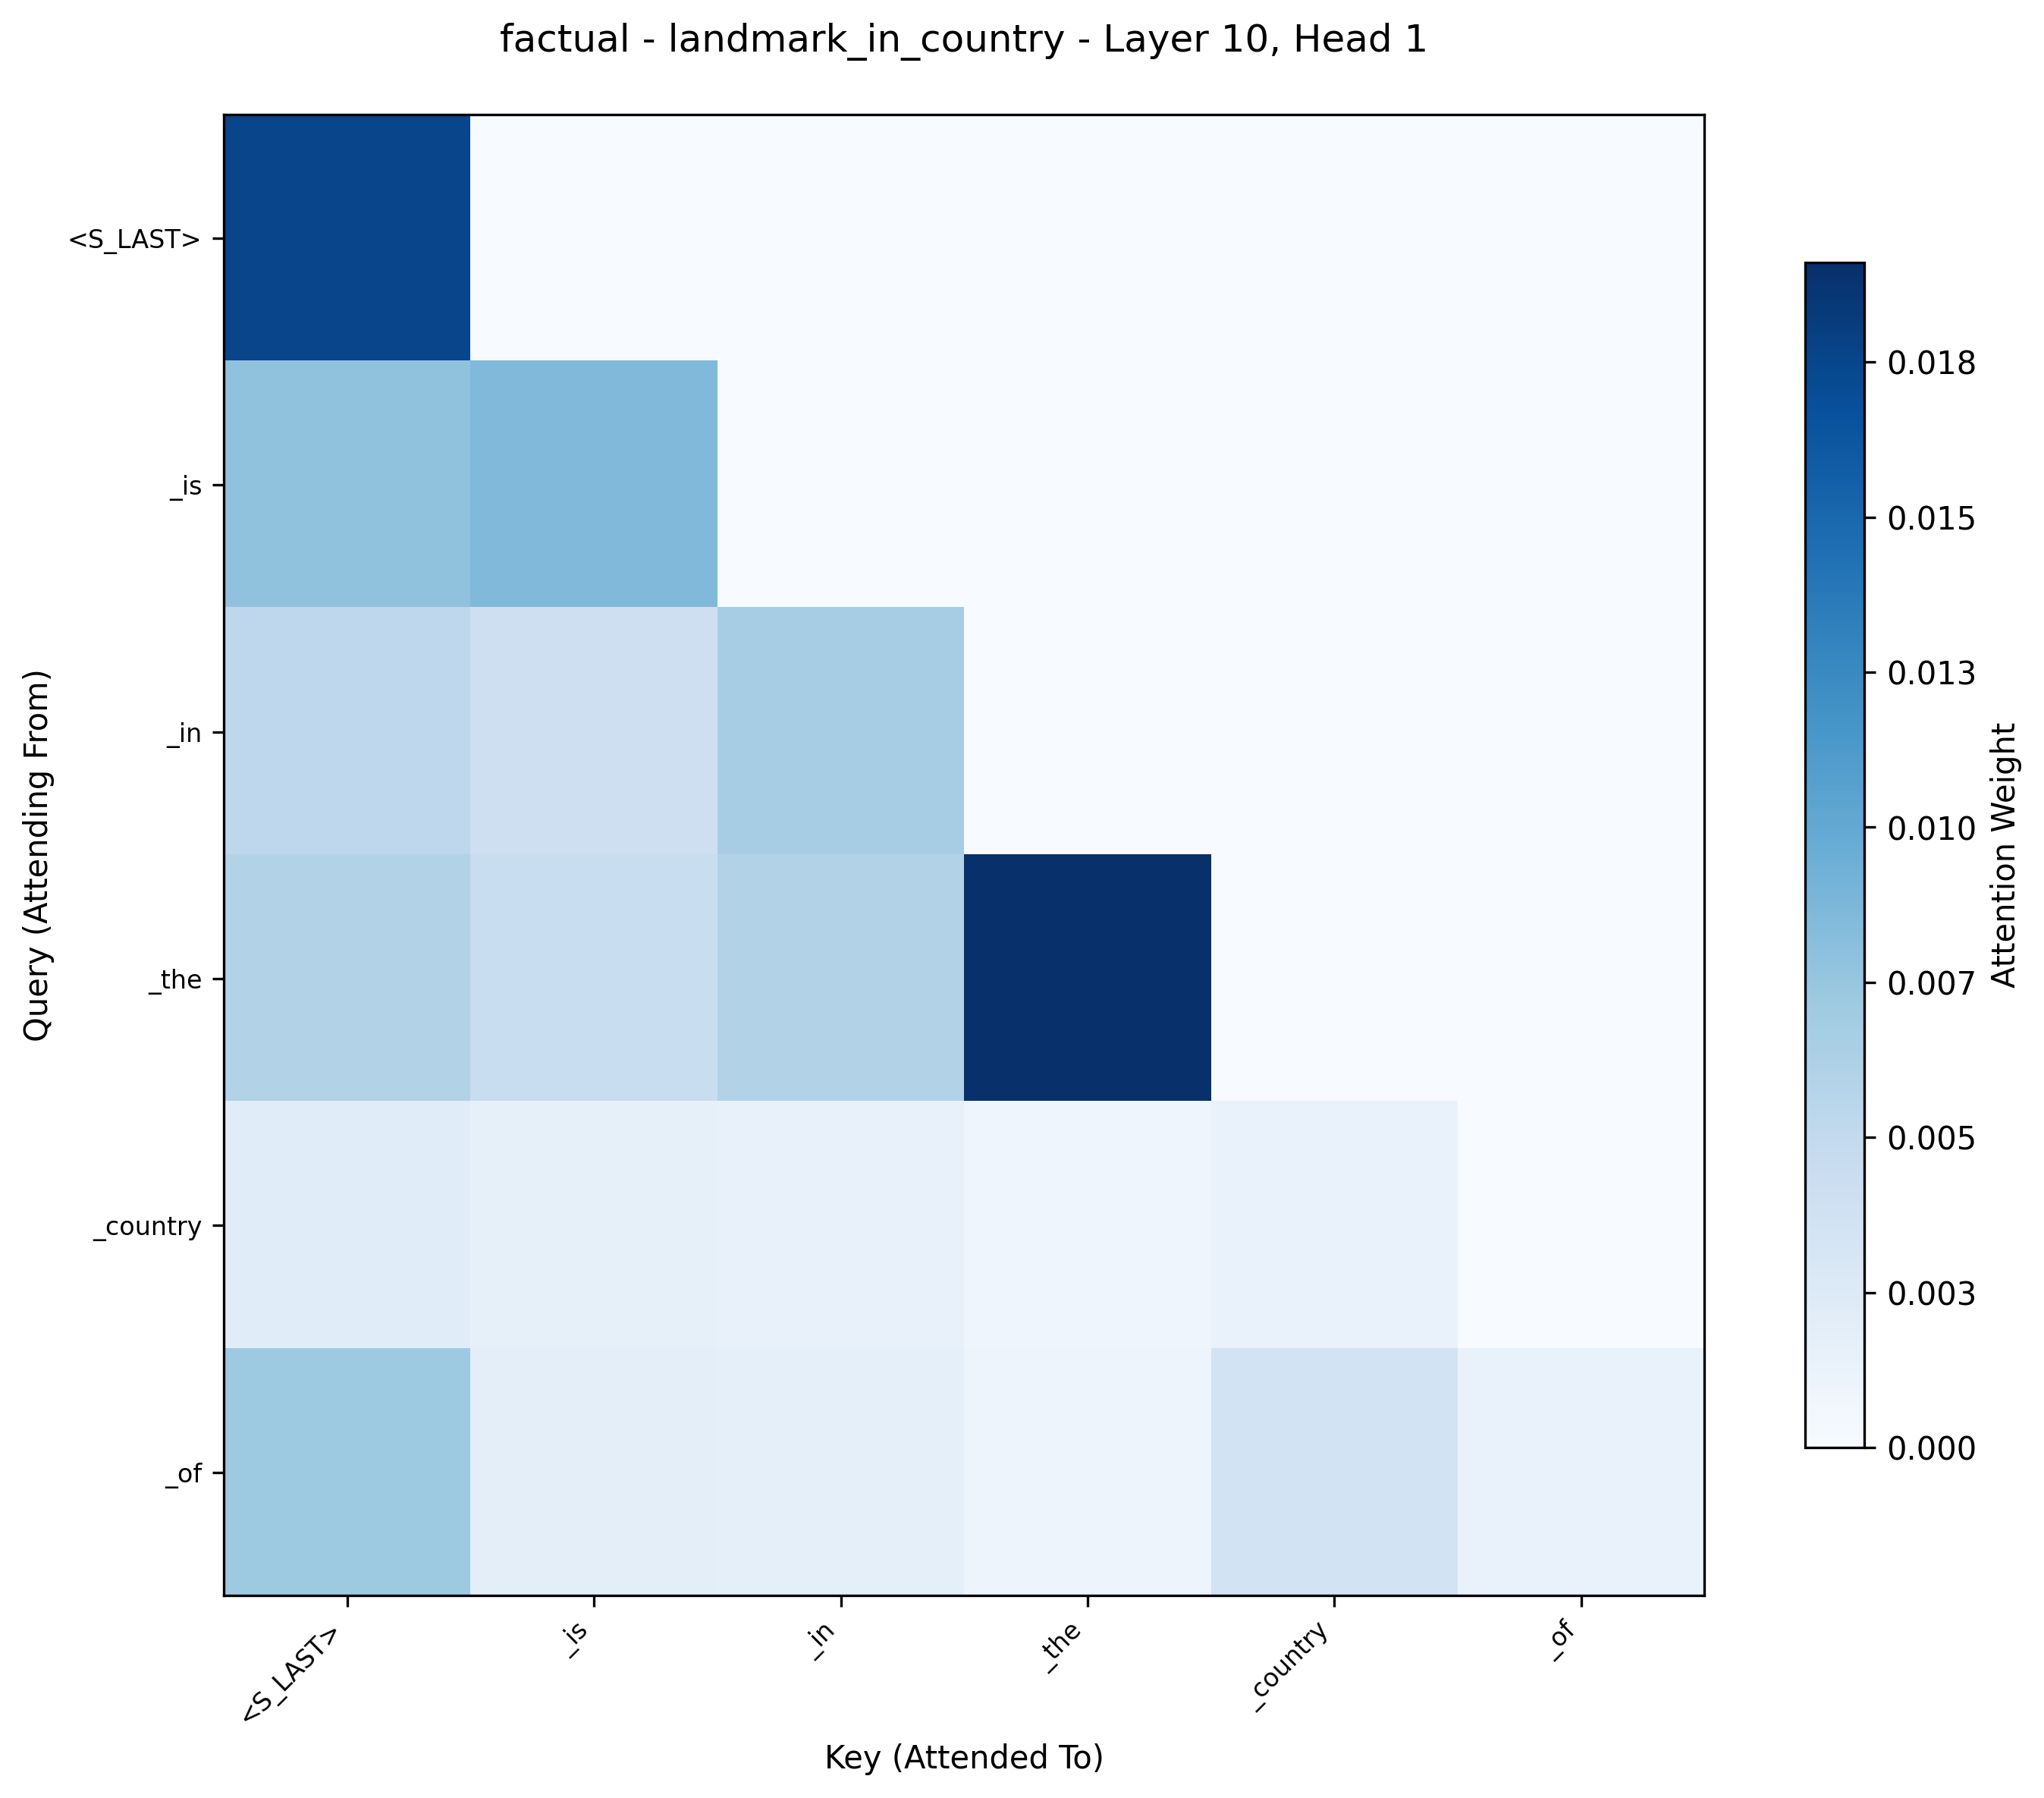 factual - landmark_in_country - Layer 10, Head 1
Query (Attending From)
<S_LAST>
_is
_in
_the
_country
_of
<S_LAST>
_is
_in
_the
_country
_of
Key (Attended To)
0.018
0.015
0.013
0.010
0.007
0.005
0.003
0.000
Attention Weight